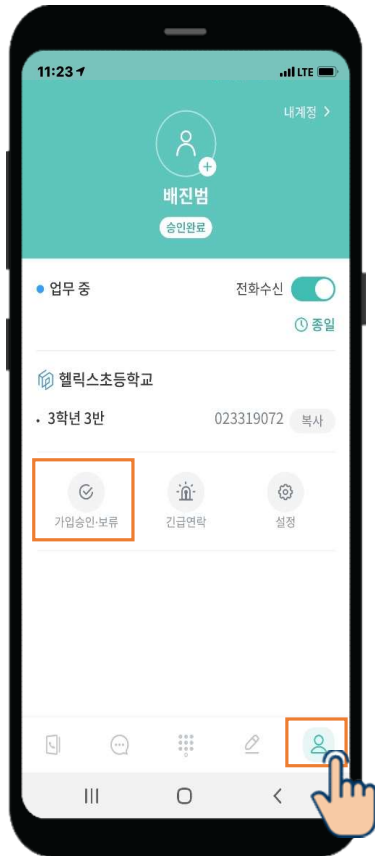 11:23
LTE
내계정 >
배진범
승인완료
업무 중
전화수신
종일
헬릭스초등학교
• 3학년 3반
023319072
복사
가입승인·보류
긴급연락
설정